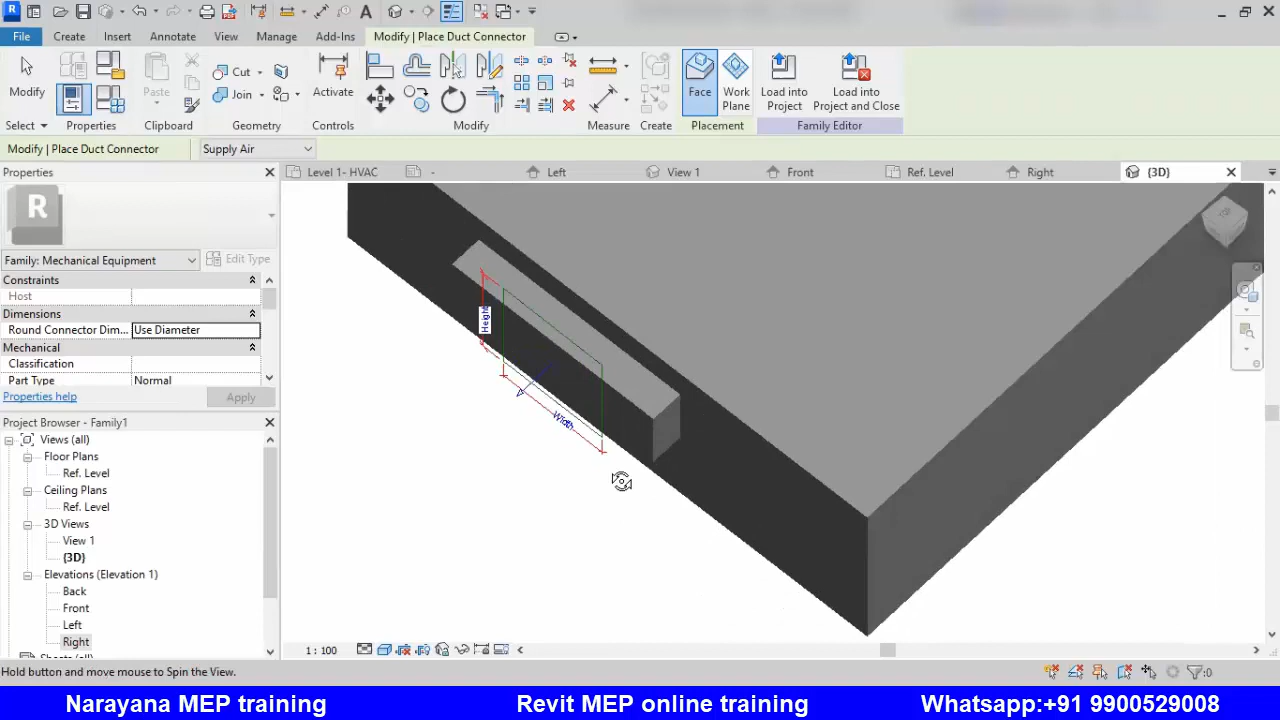 File
Create
Insert
Annotate
View
Manage
Add-Ins
Modify | Place Duct Connector
Modify
Paste
Cut
Join
Activate
Face
Work
Plane
Load into
Project
Load into
Project and Close
Select
Properties
Clipboard
Geometry
Controls
Modify
Measure
Create
Placement
Family Editor
Modify | Place Duct Connector
Supply Air
Properties
Level 1- HVAC
-
Left
View 1
Front
Ref. Level
Right
{3D}
R
Family: Mechanical Equipment
Edit Type
Constraints
Host
Dimensions
Round Connector Dim...
Use Diameter
Mechanical
Classification
Part Type
Normal
Properties help
Apply
Height
Width
Project Browser - Family1
Views (all)
Floor Plans
Ref. Level
Ceiling Plans
Ref. Level
3D Views
View 1
{3D}
Elevations (Elevation 1)
Back
Front
Left
Right
Sheets (all)
1 : 100
Hold button and move mouse to Spin the View.
:0
Narayana MEP training
Revit MEP online training
Whatsapp:+91 9900529008